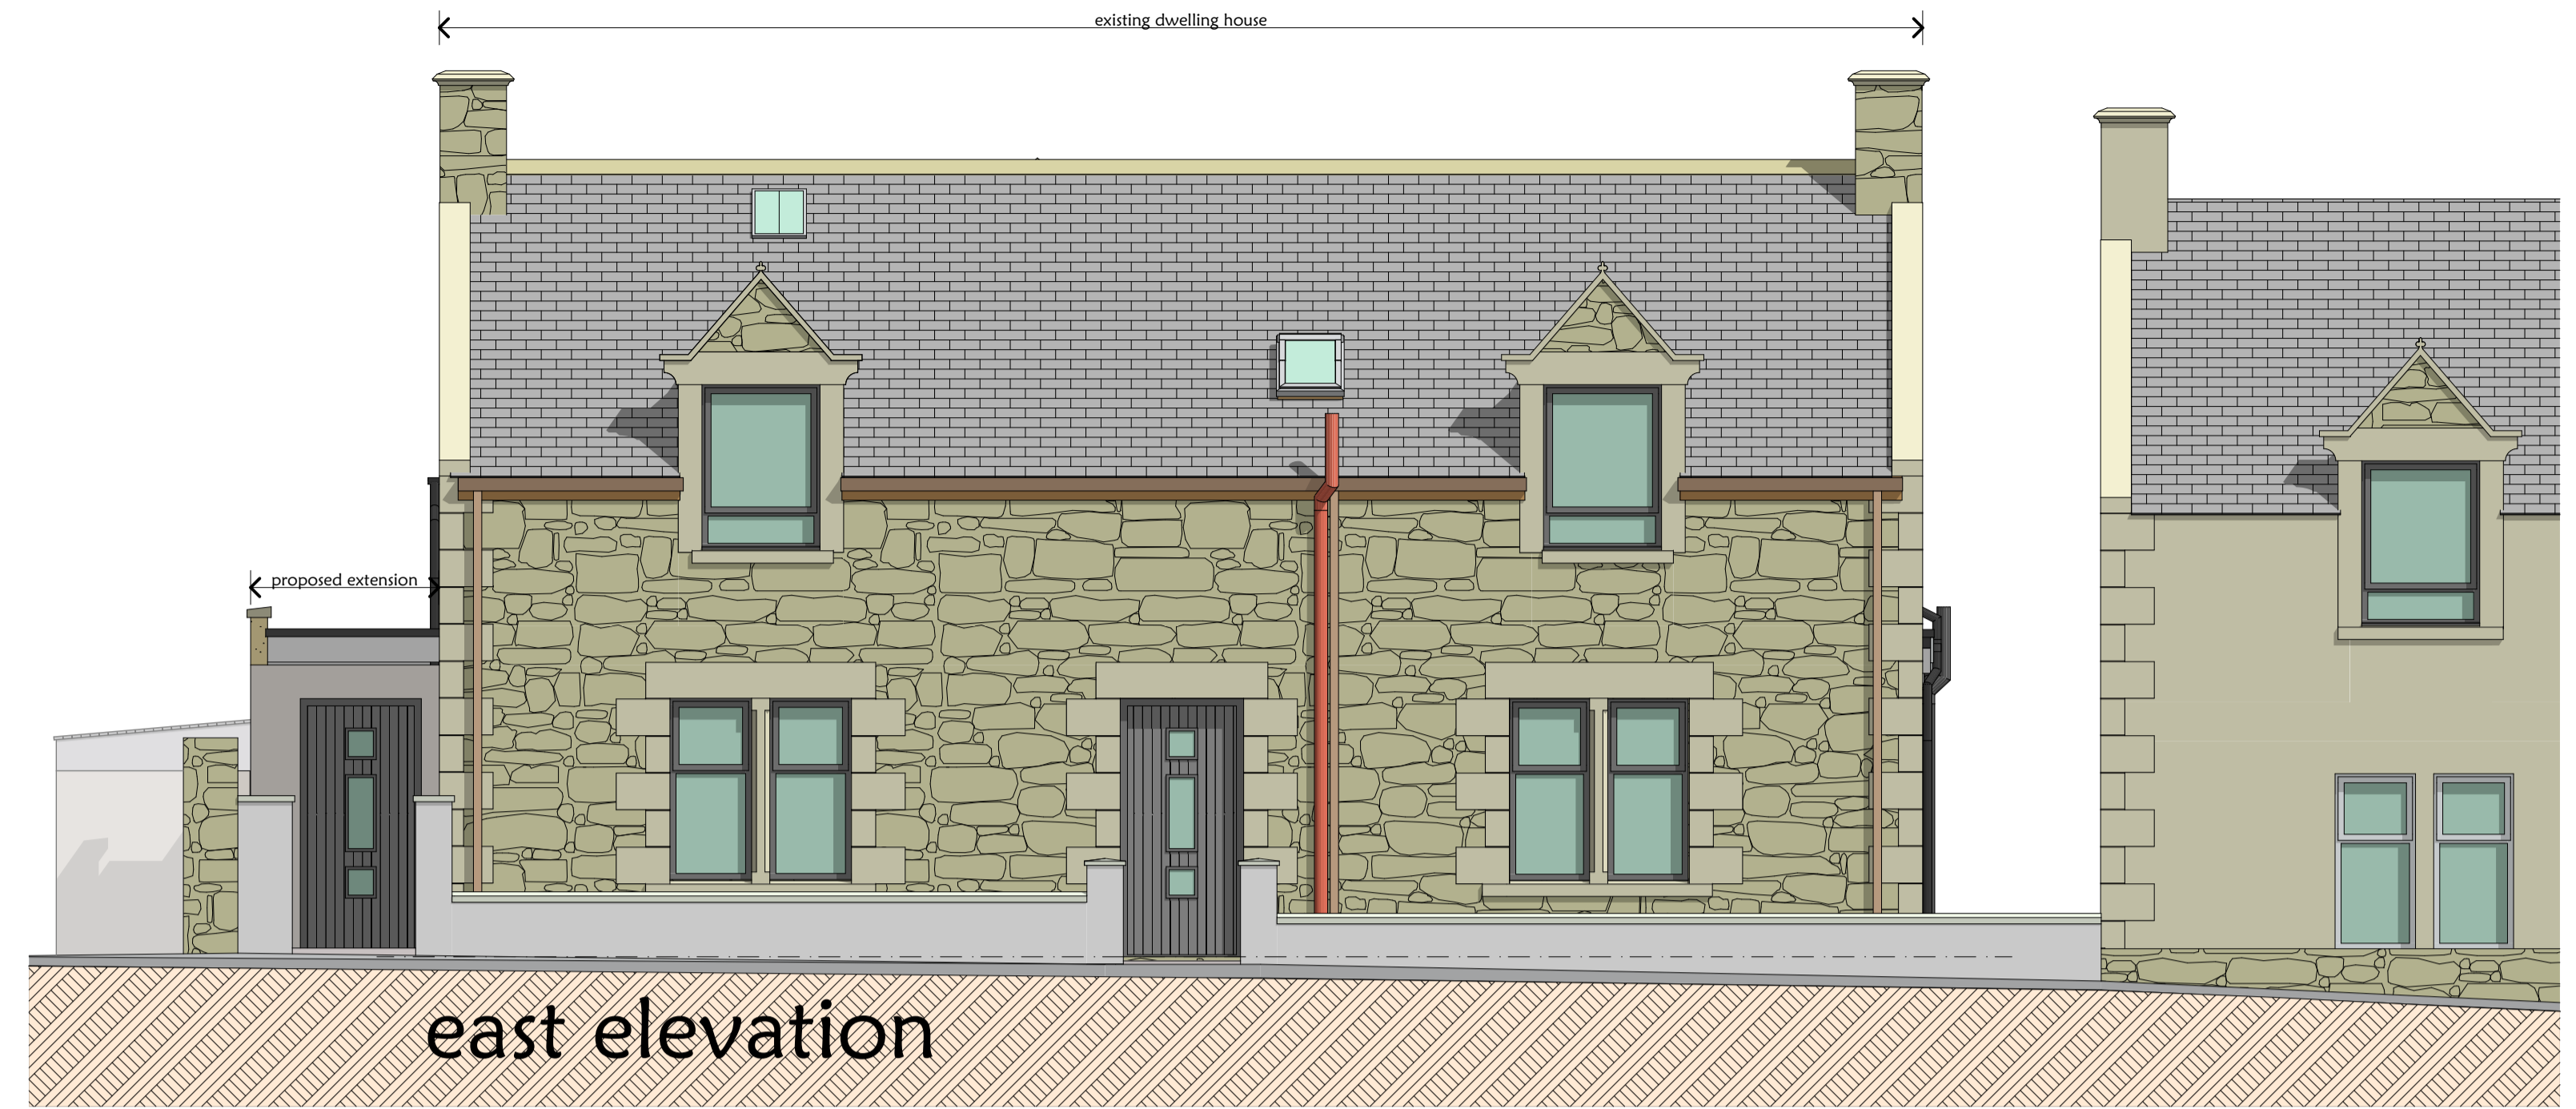 existing dwelling house
proposed extension
east elevation